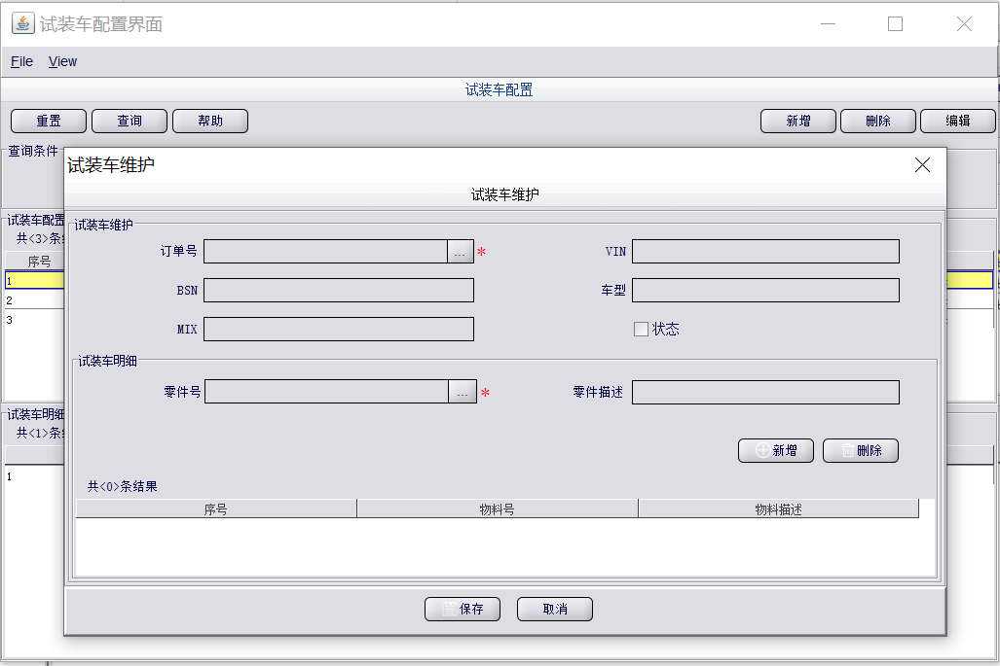 试装车配置界面
File View
试装车配置
重置 查询 帮助 新增 删除 编辑
查询条件
试装车维护
试装车维护
试装车配置
共<3>条结
序号
1
2
3
试装车明细
共<1>条结
1
试装车维护
订单号 ... * VIN
BSN 车型
MIX 状态
试装车明细
零件号 ... * 零件描述
新增 删除
共<0>条结果
序号 物料号 物料描述
保存 取消